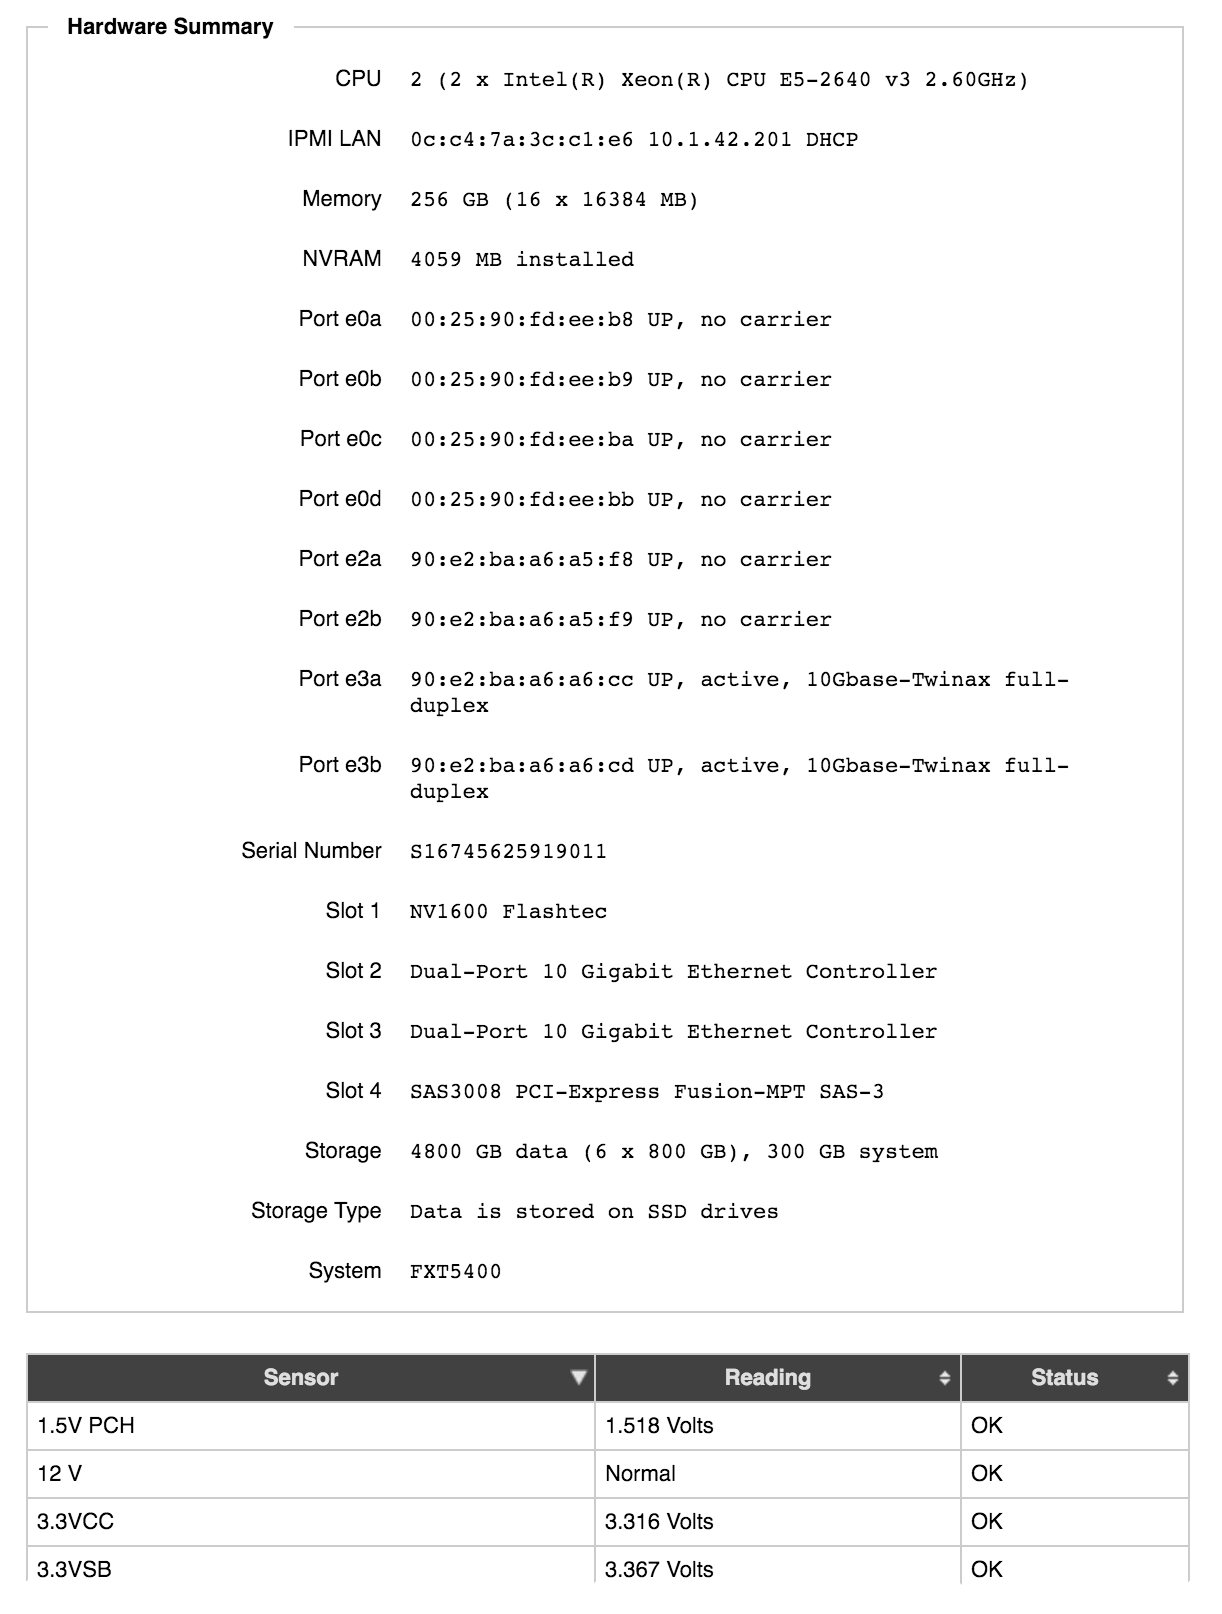 Hardware Summary
CPU 2 (2 x Intel(R) Xeon(R) CPU E5-2640 v3 2.60GHz)
IPMI LAN 0c:c4:7a:3c:c1:e6 10.1.42.201 DHCP
Memory 256 GB (16 x 16384 MB)
NVRAM 4059 MB installed
Port e0a 00:25:90:fd:ee:b8 UP, no carrier
Port e0b 00:25:90:fd:ee:b9 UP, no carrier
Port e0c 00:25:90:fd:ee:ba UP, no carrier
Port e0d 00:25:90:fd:ee:bb UP, no carrier
Port e2a 90:e2:ba:a6:a5:f8 UP, no carrier
Port e2b 90:e2:ba:a6:a5:f9 UP, no carrier
Port e3a 90:e2:ba:a6:a6:cc UP, active, 10Gbase-Twinax full-
duplex
Port e3b 90:e2:ba:a6:a6:cd UP, active, 10Gbase-Twinax full-
duplex
Serial Number S16745625919011
Slot 1 NV1600 Flashtec
Slot 2 Dual-Port 10 Gigabit Ethernet Controller
Slot 3 Dual-Port 10 Gigabit Ethernet Controller
Slot 4 SAS3008 PCI-Express Fusion-MPT SAS-3
Storage 4800 GB data (6 x 800 GB), 300 GB system
Storage Type Data is stored on SSD drives
System FXT5400
Sensor Reading Status
1.5V PCH 1.518 Volts OK
12 V Normal OK
3.3VCC 3.316 Volts OK
3.3VSB 3.367 Volts OK